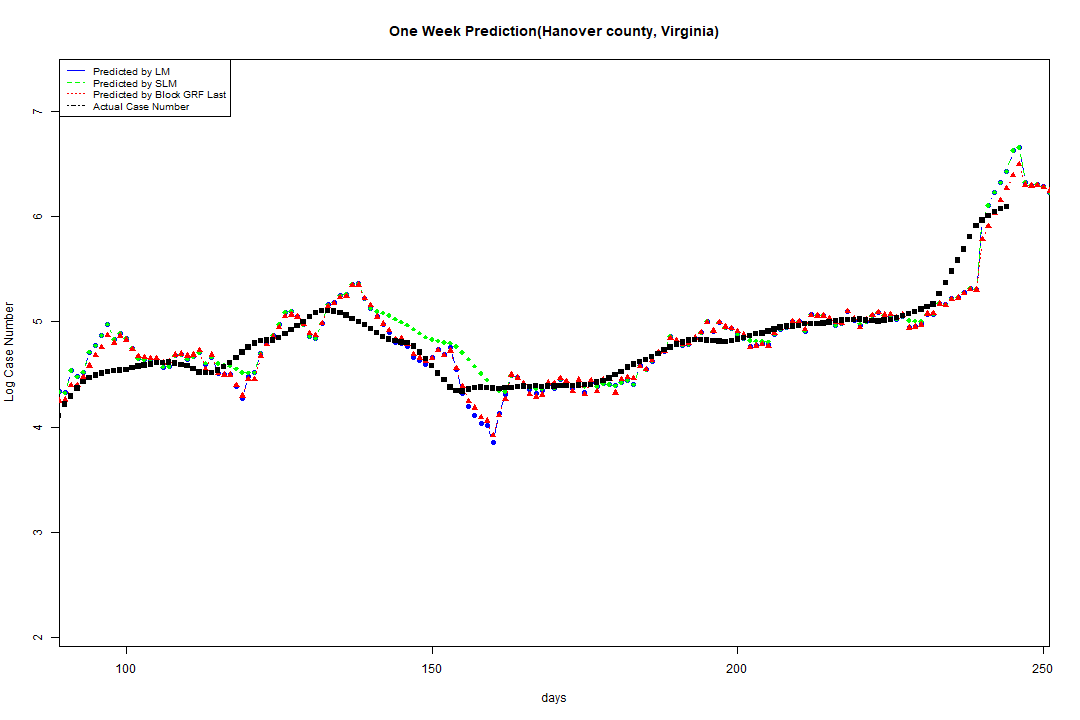 One Week Prediction(Hanover county, Virginia)
Predicted by LM
Predicted by SLM
Predicted by Block GRF Last
Actual Case Number
7
6
5
4
3
2
Log Case Number
100 150 200 250
days